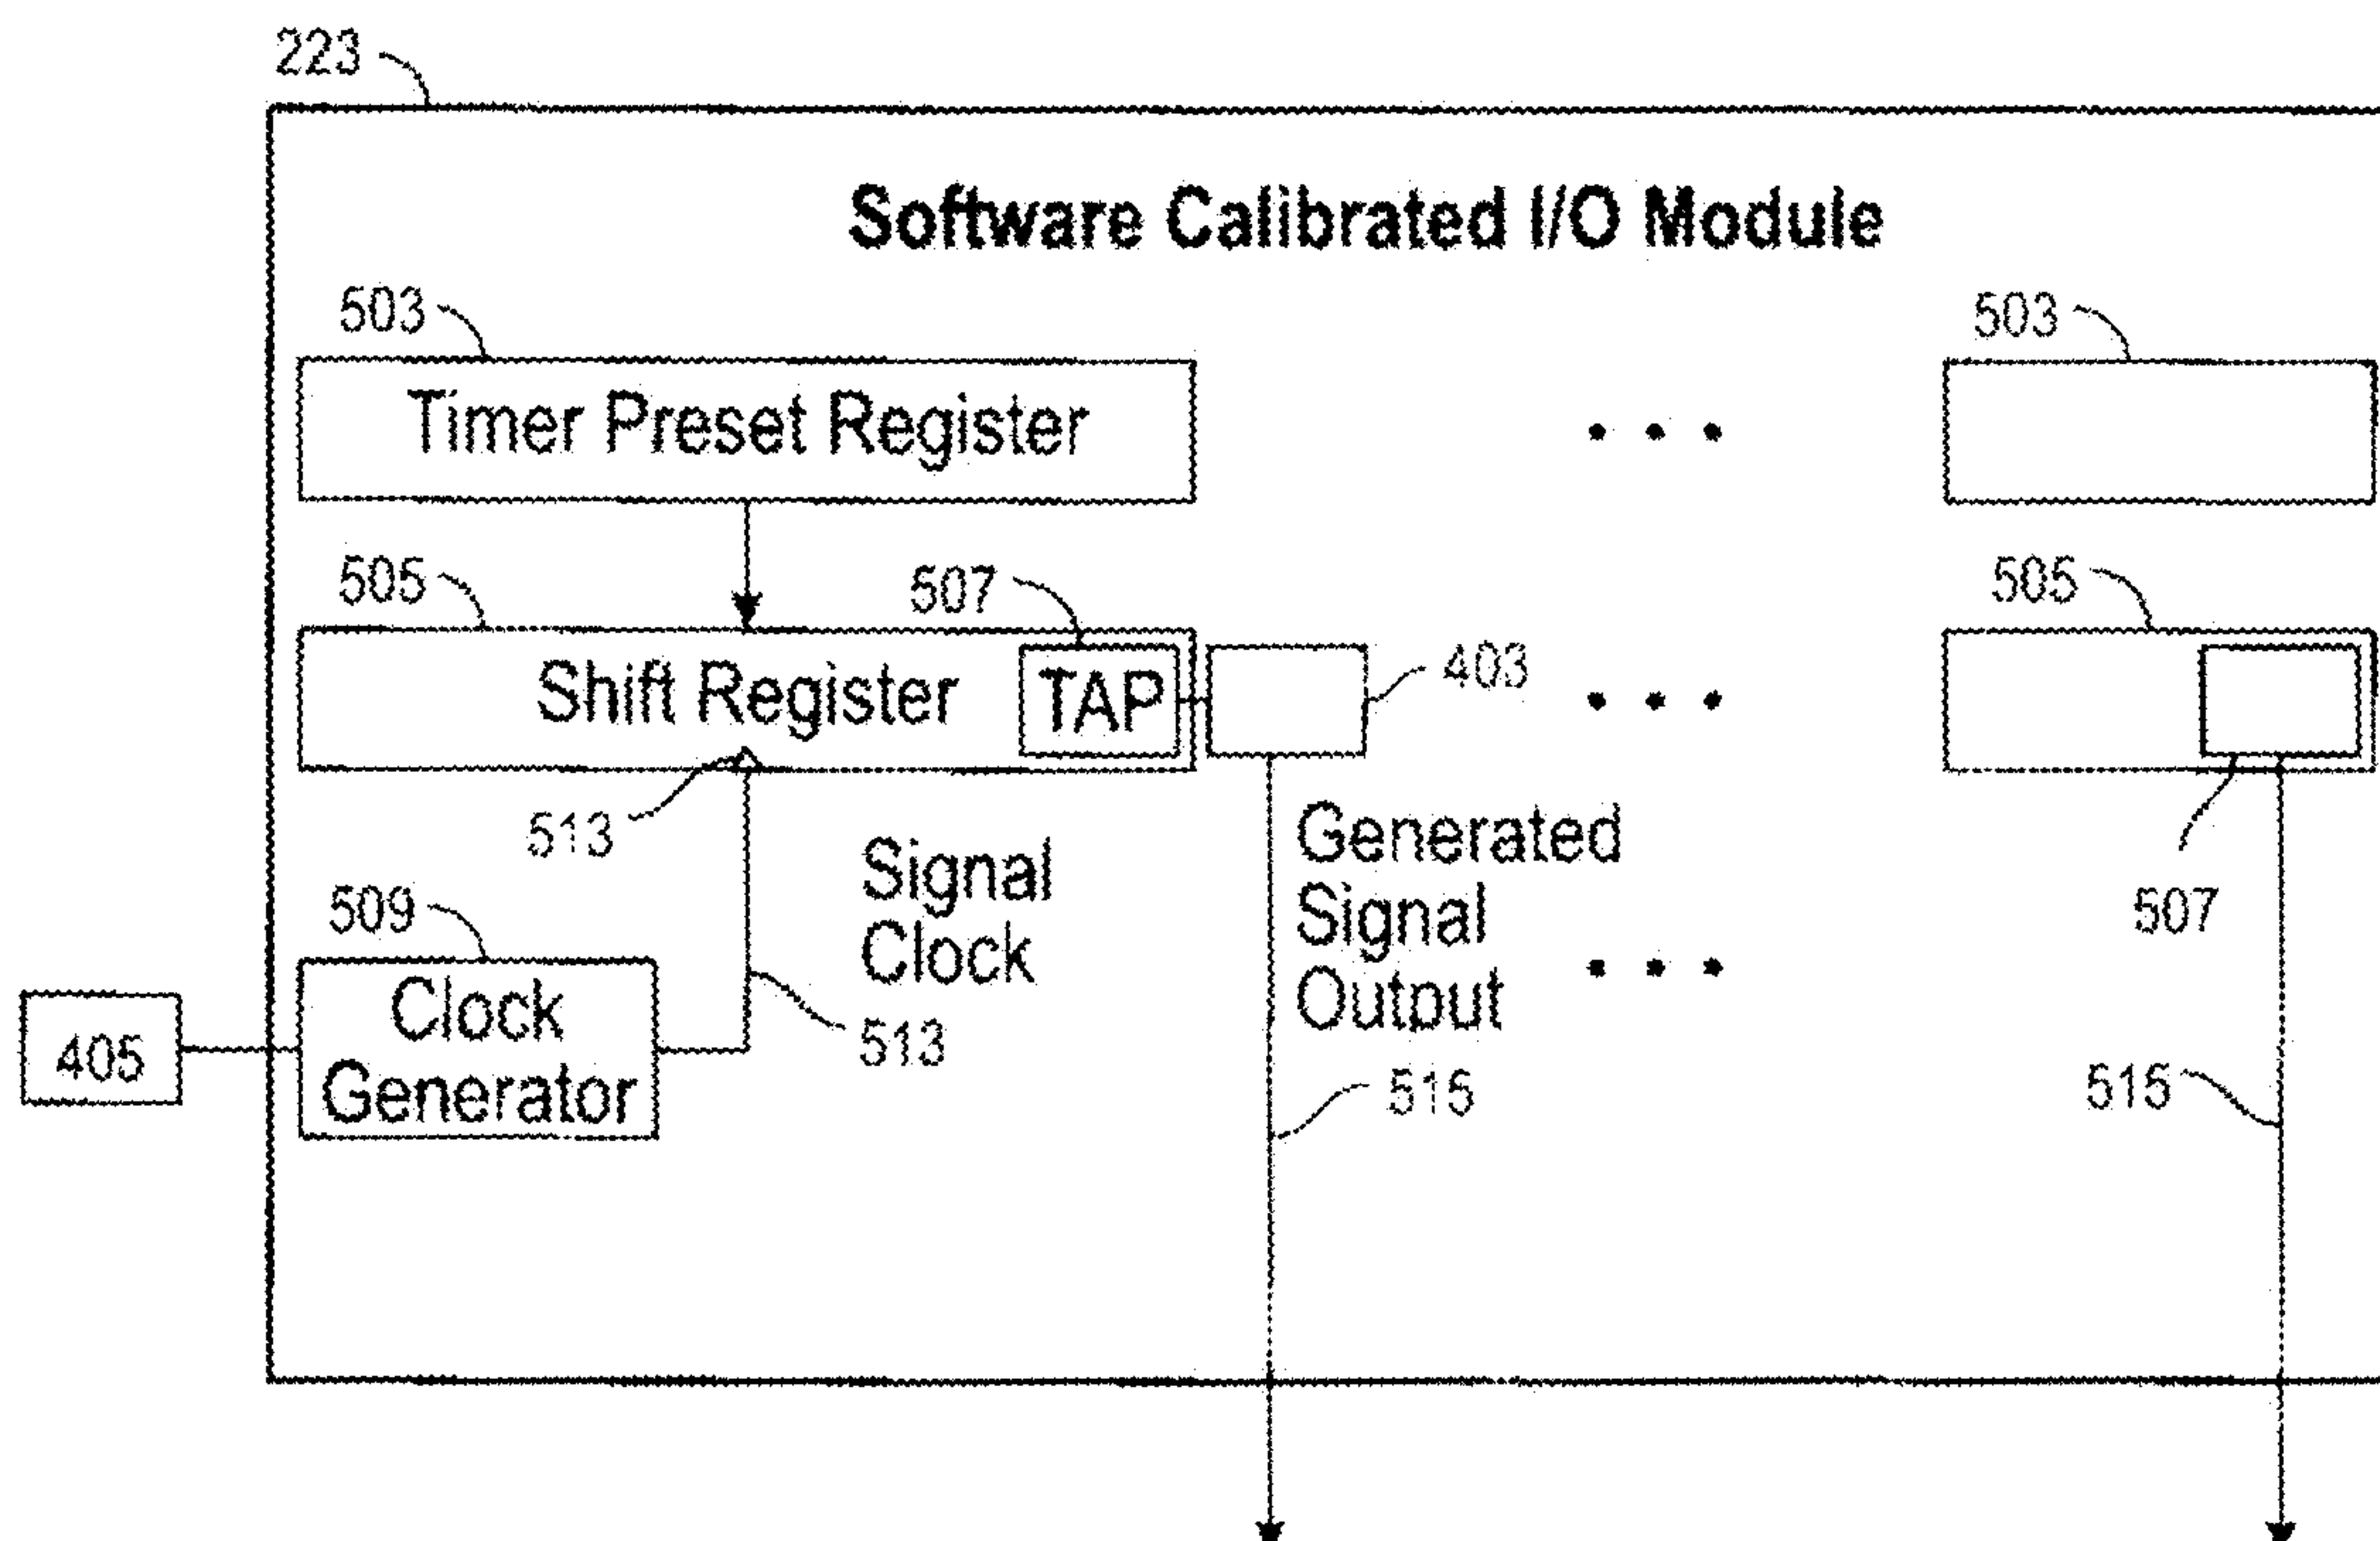 223
Software Calibrated I/O Module
503
503
Timer Preset Register
505
507
505
Shift Register
TAP
403
513
Signal
Clock
Generated
Signal
Output
507
509
Clock
Generator
405
513
515
515